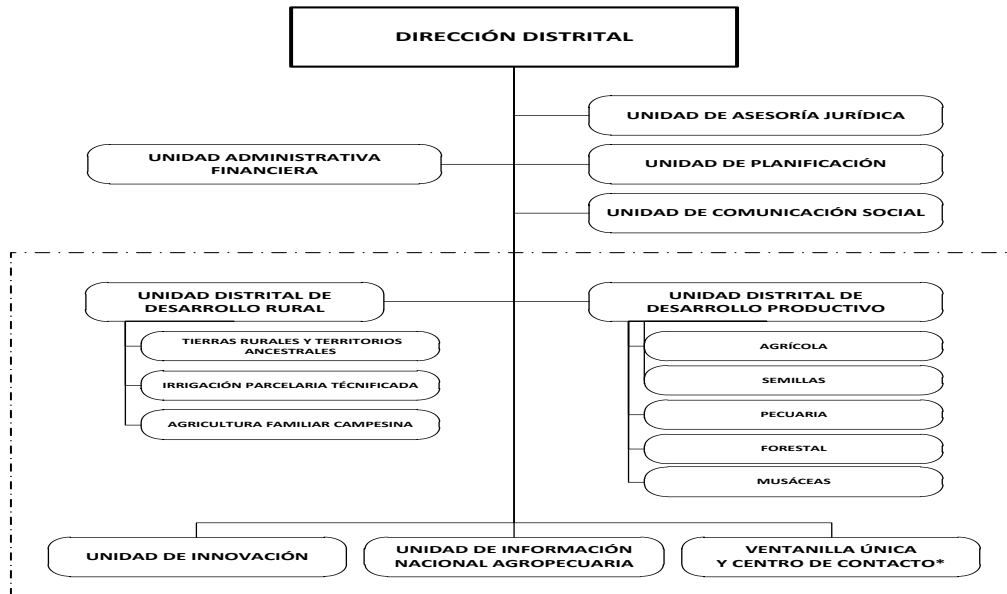 DIRECCIÓN DISTRITAL
UNIDAD DE ASESORÍA JURÍDICA
UNIDAD ADMINISTRATIVA
FINANCIERA
UNIDAD DE PLANIFICACIÓN
UNIDAD DE COMUNICACIÓN SOCIAL
UNIDAD DISTRITAL DE
DESARROLLO RURAL
TIERRAS RURALES Y TERRITORIOS
ANCESTRALES
IRRIGACIÓN PARCELARIA TÉCNIFICADA
AGRICULTURA FAMILIAR CAMPESINA
UNIDAD DISTRITAL DE
DESARROLLO PRODUCTIVO
AGRÍCOLA
SEMILLAS
PECUARIA
FORESTAL
MUSÁCEAS
UNIDAD DE INNOVACIÓN
UNIDAD DE INFORMACIÓN
NACIONAL AGROPECUARIA
VENTANILLA ÚNICA
Y CENTRO DE CONTACTO*